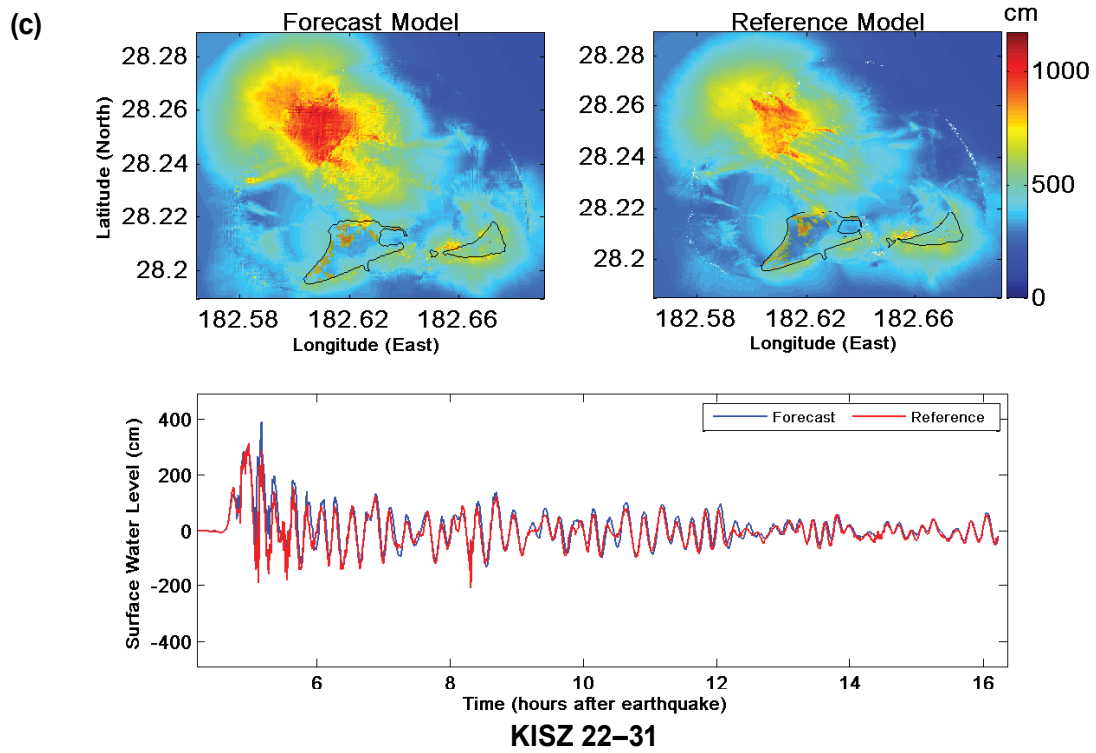 (c)
Forecast Model
Reference Model
cm
28.28
28.26
28.24
28.22
28.2
Latitude (North)
182.58 182.62 182.66
Longitude (East)
28.28
28.26
28.24
28.22
28.2
182.58 182.62 182.66
Longitude (East)
1000
500
0
Forecast Reference
400
200
0
-200
-400
Surface Water Level (cm)
6 8 10 12 14 16
Time (hours after earthquake)
KISZ 22–31